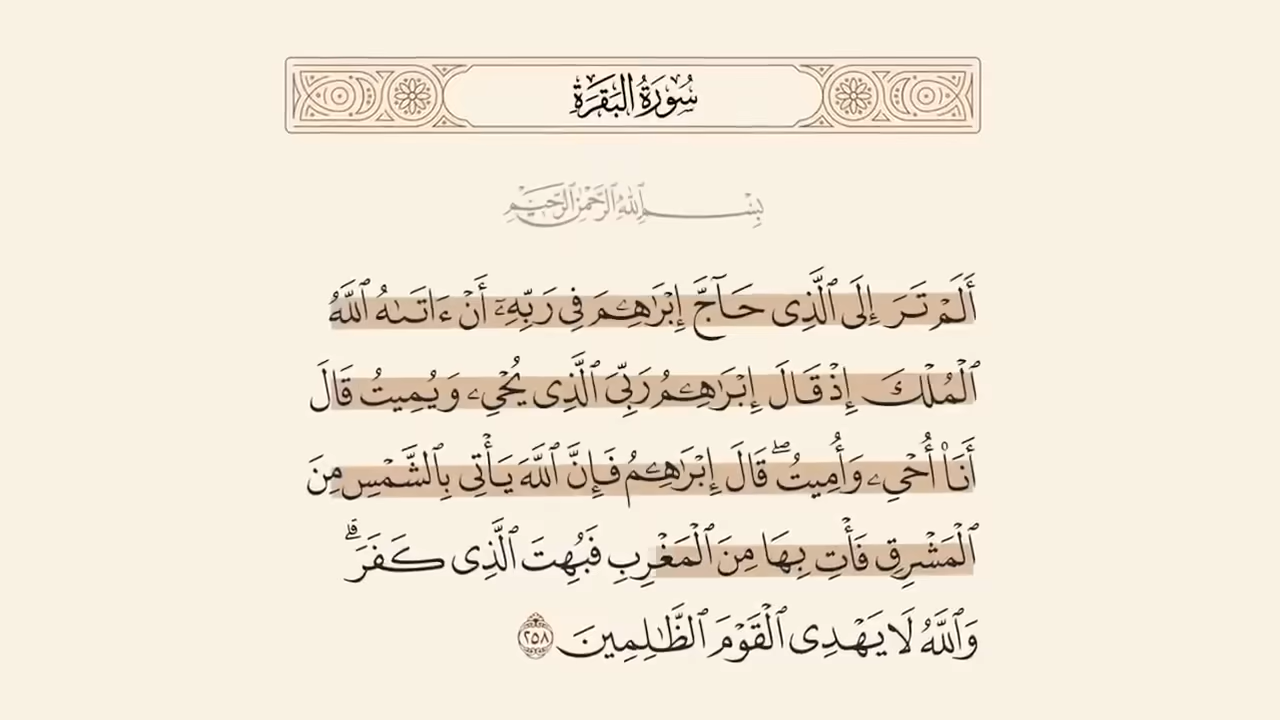 سُورَةُ البَقَرَةِ
بِسْمِ ٱللَّهِ ٱلرَّحْمَٰنِ ٱلرَّحِيمِ
أَلَمْ تَرَ إِلَى ٱلَّذِى حَآجَّ إِبْرَٰهِـۧمَ فِى رَبِّهِۦٓ أَنْ ءَاتَىٰهُ ٱللَّهُ
ٱلْمُلْكَ إِذْ قَالَ إِبْرَٰهِـۧمُ رَبِّىَ ٱلَّذِى يُحْىِۦ وَيُمِيتُ قَالَ
أَنَا۠ أُحْىِۦ وَأُمِيتُ ۖ قَالَ إِبْرَٰهِـۧمُ فَإِنَّ ٱللَّهَ يَأْتِى بِٱلشَّمْسِ مِنَ
ٱلْمَشْرِقِ فَأْتِ بِهَا مِنَ ٱلْمَغْرِبِ فَبُهِتَ ٱلَّذِى كَفَرَ ۗ
وَٱللَّهُ لَا يَهْدِى ٱلْقَوْمَ ٱلظَّٰلِمِينَ ٢٥٨